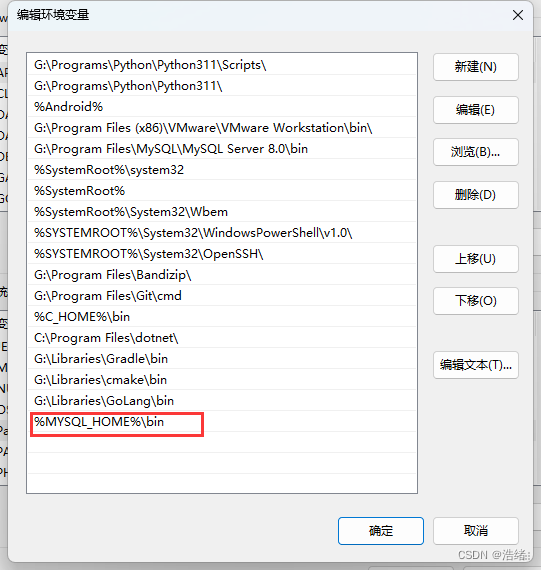 编辑环境变量
G:\Programs\Python\Python311\Scripts\
G:\Programs\Python\Python311\
%Android%
G:\Program Files (x86)\VMware\VMware Workstation\bin\
G:\Program Files\MySQL\MySQL Server 8.0\bin
%SystemRoot%\system32
%SystemRoot%
%SystemRoot%\System32\Wbem
%SYSTEMROOT%\System32\WindowsPowerShell\v1.0\
%SYSTEMROOT%\System32\OpenSSH\
G:\Program Files\Bandizip\
G:\Program Files\Git\cmd
%C_HOME%\bin
C:\Program Files\dotnet\
G:\Libraries\Gradle\bin
G:\Libraries\cmake\bin
G:\Libraries\GoLang\bin
%MYSQL_HOME%\bin
新建(N)
编辑(E)
浏览(B)...
删除(D)
上移(U)
下移(O)
编辑文本(T)...
确定
取消
CSDN @浩绪